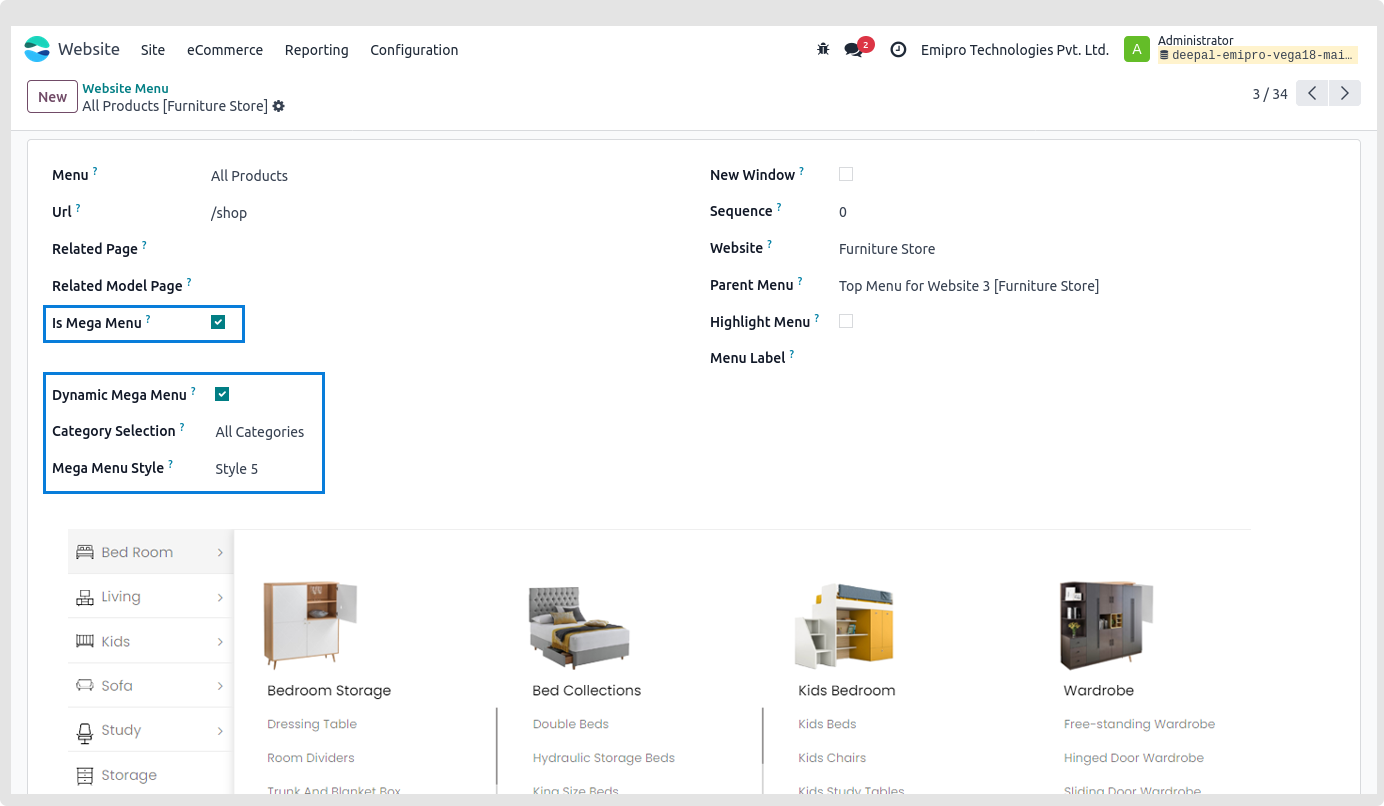 Website Site eCommerce Reporting Configuration
2 Emipro Technologies Pvt. Ltd. A Administrator
deepal-emipro-vega18-mai…
New Website Menu
All Products [Furniture Store]
3 / 34
Menu ? All Products
Url ? /shop
Related Page ?
Related Model Page ?
Is Mega Menu ?
New Window ?
Sequence ? 0
Website ? Furniture Store
Parent Menu ? Top Menu for Website 3 [Furniture Store]
Highlight Menu ?
Menu Label ?
Dynamic Mega Menu ?
Category Selection ? All Categories
Mega Menu Style ? Style 5
Bed Room
Living
Kids
Sofa
Study
Storage
Bedroom Storage
Dressing Table
Room Dividers
Trunk And Blanket Box
Bed Collections
Double Beds
Hydraulic Storage Beds
King Size Beds
Kids Bedroom
Kids Beds
Kids Chairs
Kids Study Tables
Wardrobe
Free-standing Wardrobe
Hinged Door Wardrobe
Sliding Door Wardrobe